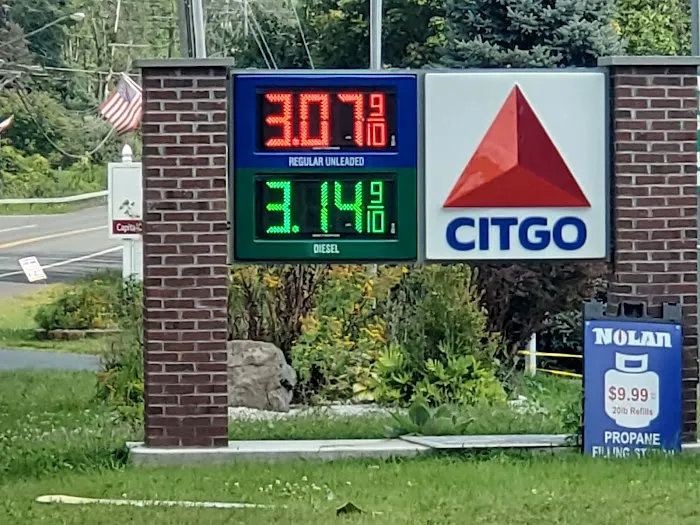 3.07 9/10
REGULAR UNLEADED
3.14 9/10
DIESEL
CITGO
Capital
NOLAN
$9.99
20lb Refills
PROPANE
FILLING STATION